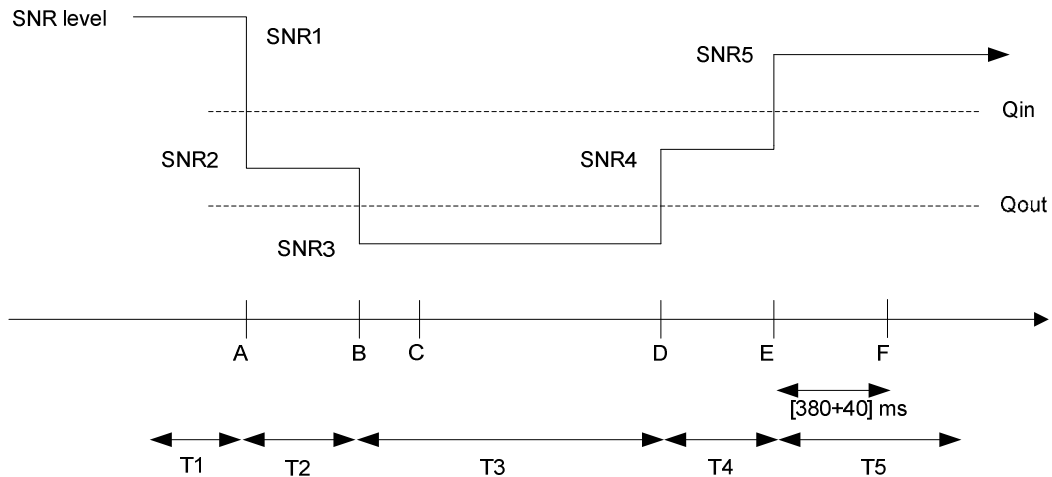 SNR level
SNR1
SNR5
Qin
SNR2
SNR4
Qout
SNR3
A
B
C
D
E
F
[380+40] ms
T1
T2
T3
T4
T5